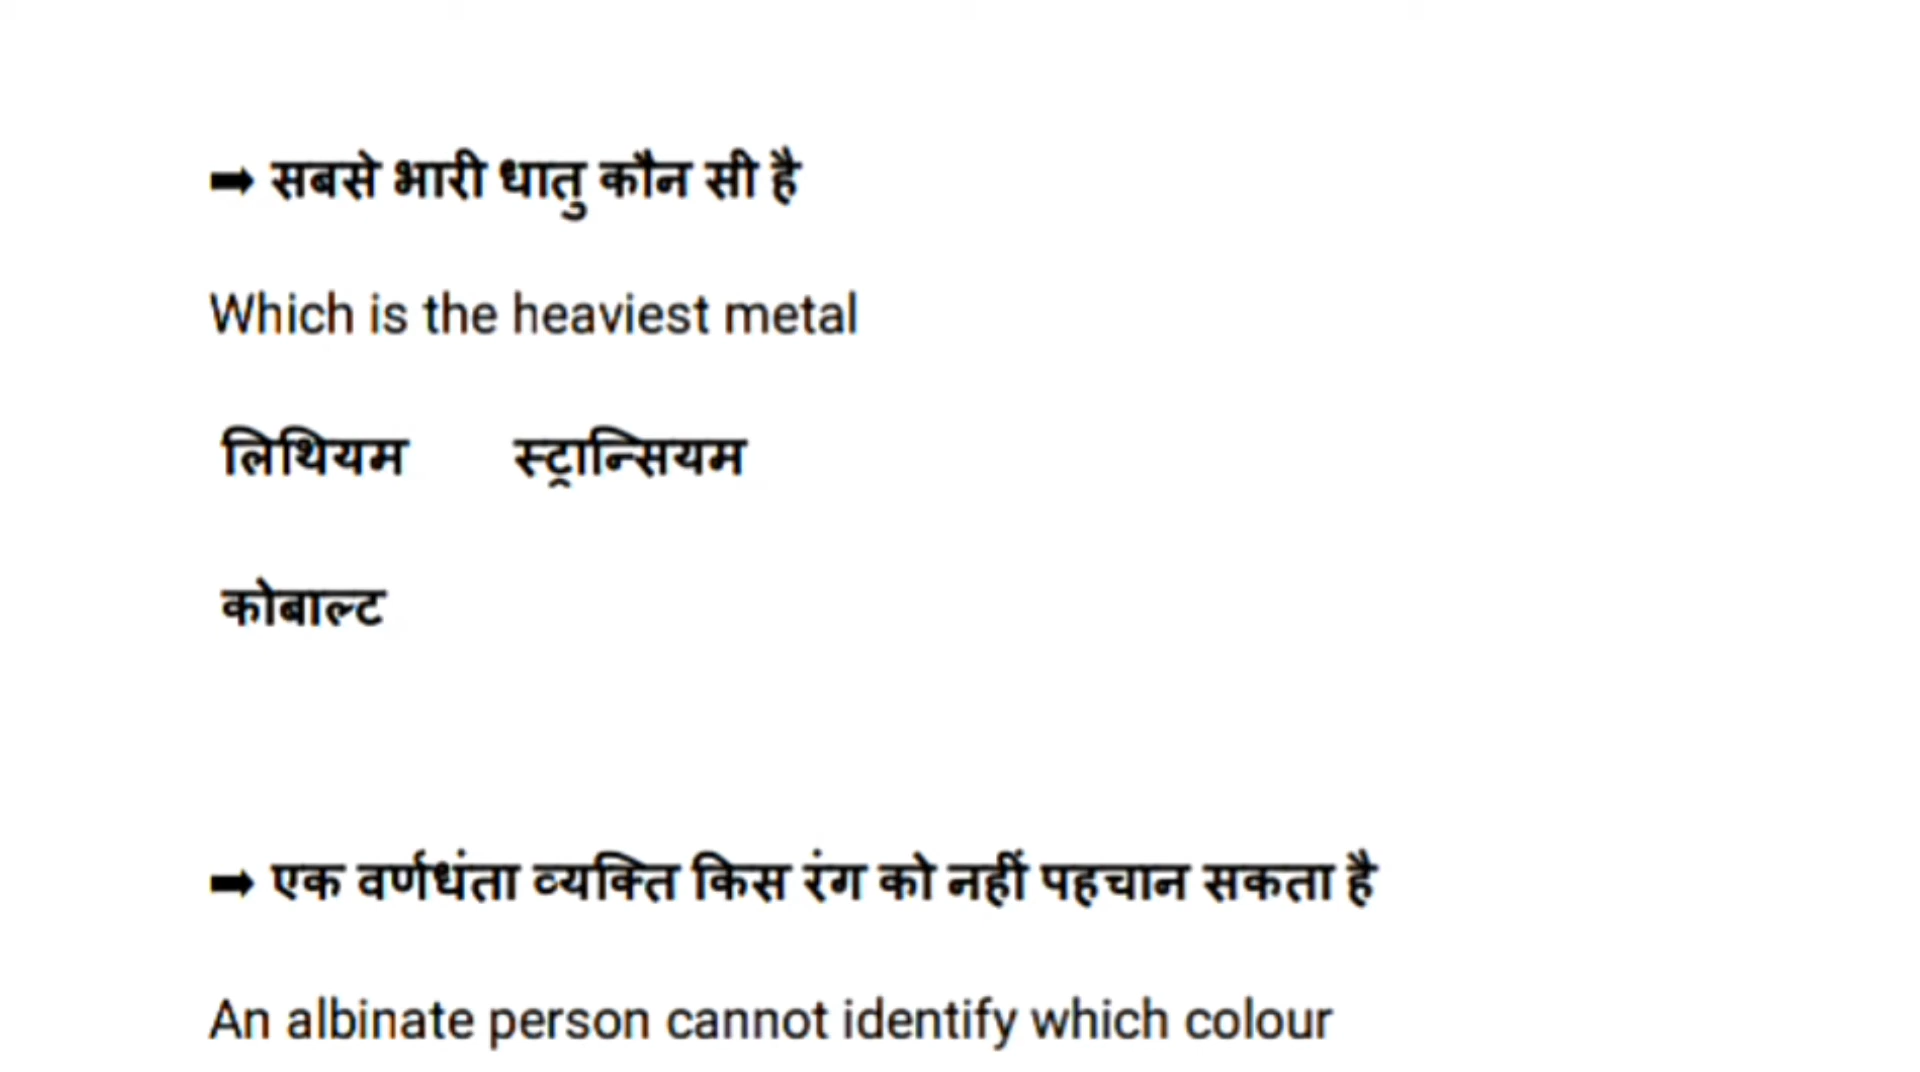 ➡ सबसे भारी धातु कौन सी है
Which is the heaviest metal
लिथियम स्ट्रान्सियम
कोबाल्ट
➡ एक वर्णधंता व्यक्ति किस रंग को नहीं पहचान सकता है
An albinate person cannot identify which colour